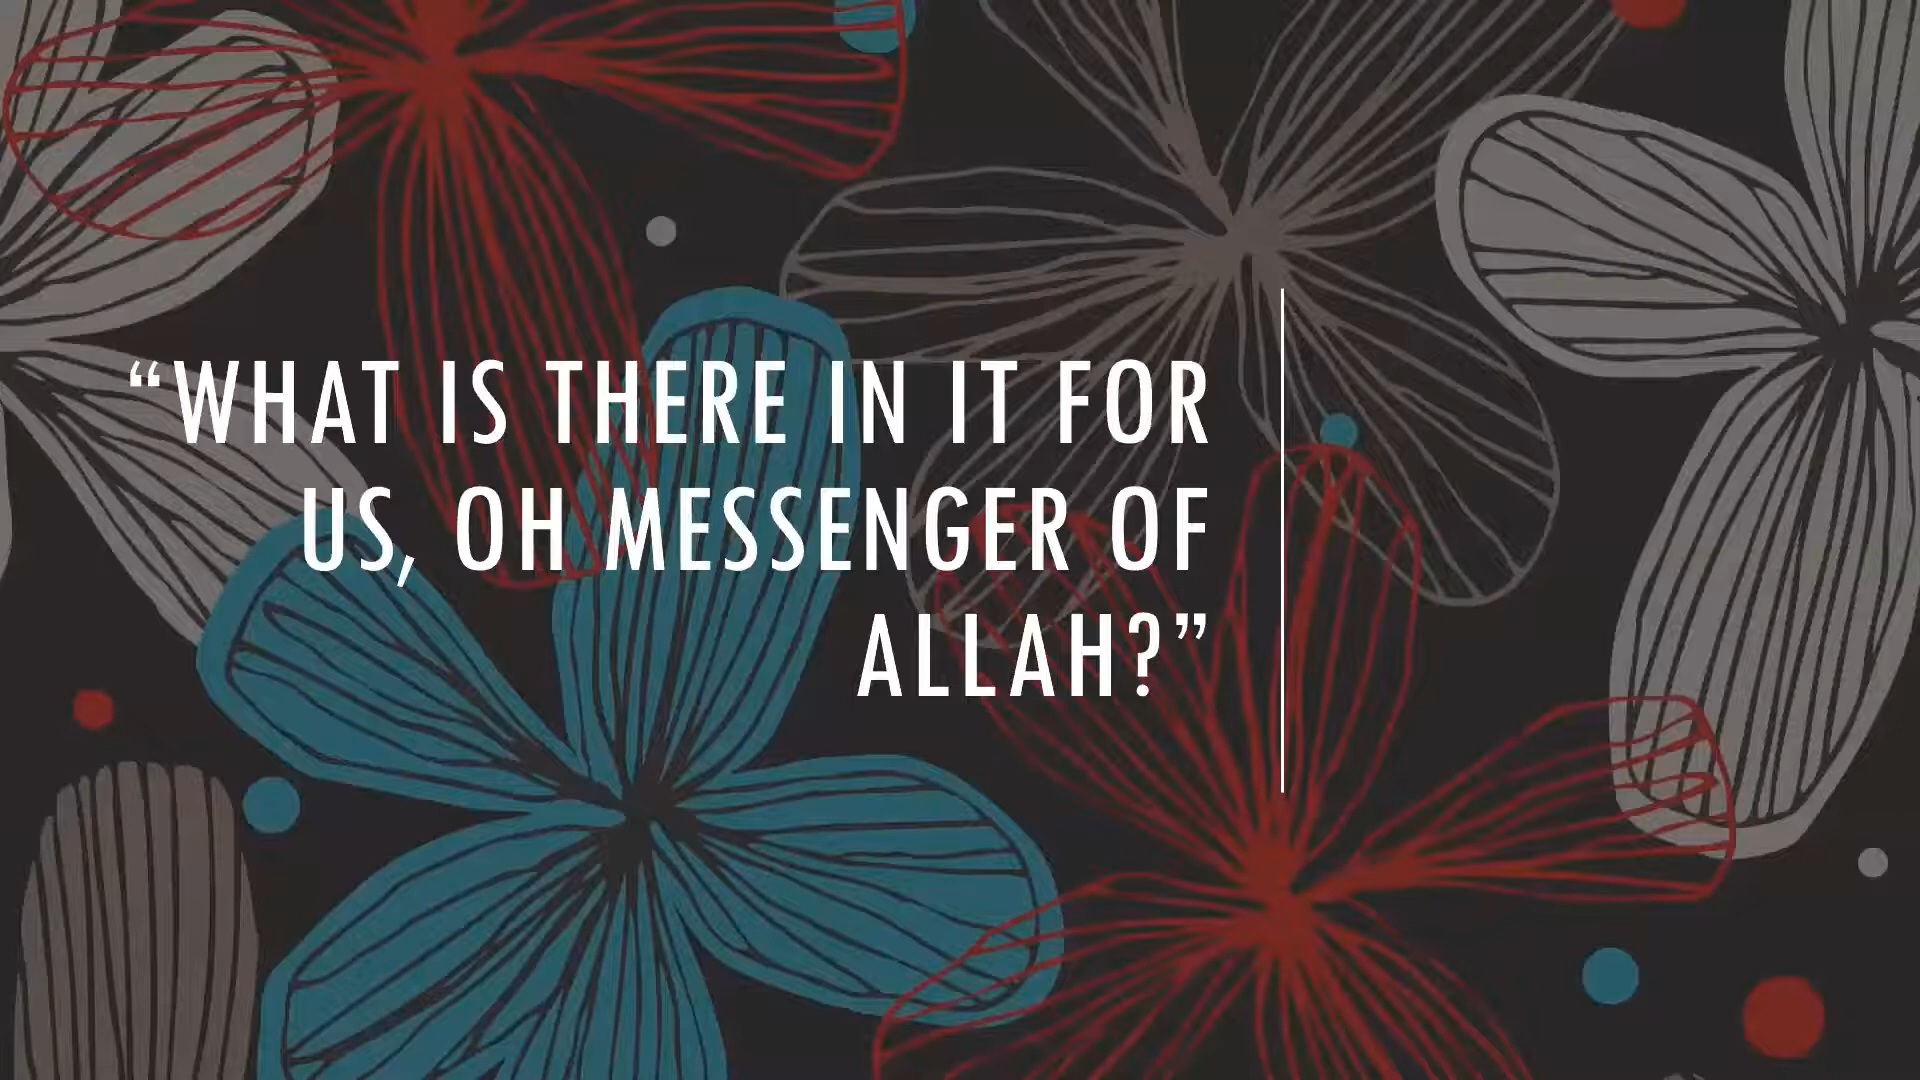 “WHAT IS THERE IN IT FOR
US, OH MESSENGER OF
ALLAH?”